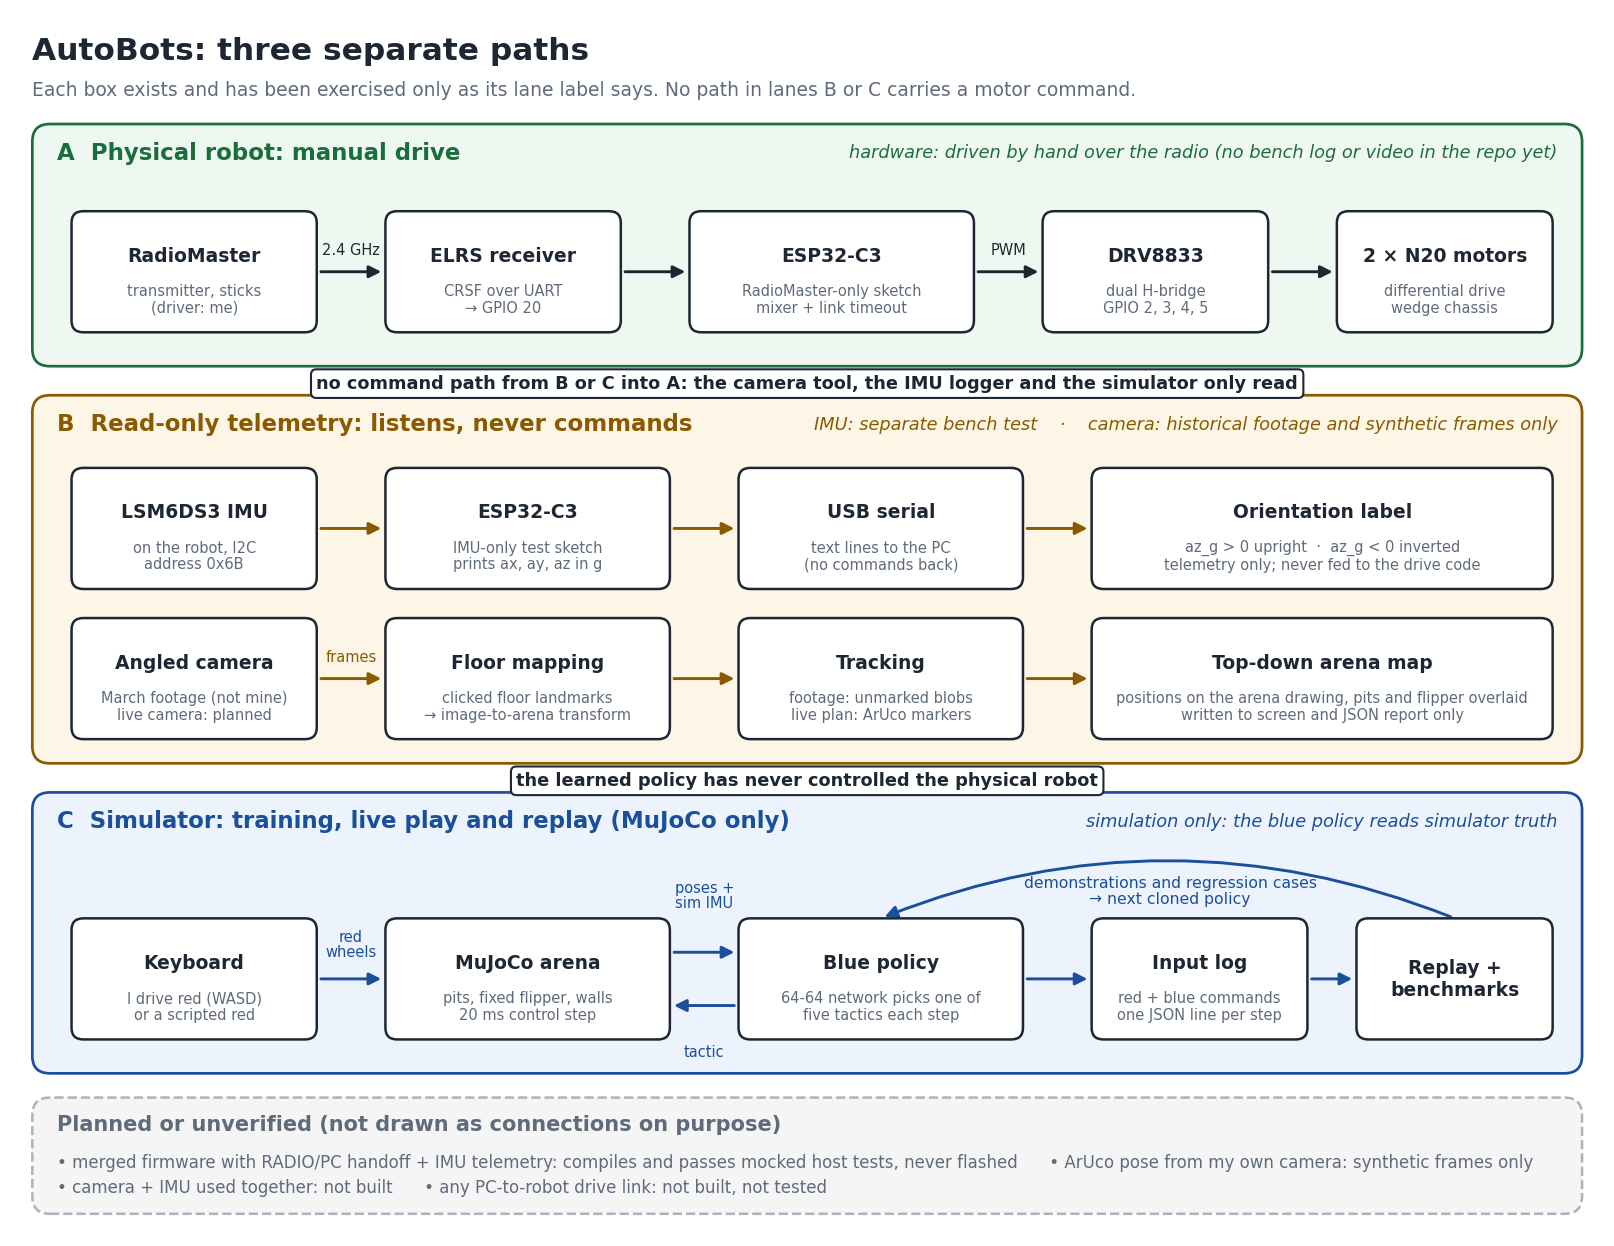 AutoBots: three separate paths
Each box exists and has been exercised only as its lane label says. No path in lanes B or C carries a motor command.
A  Physical robot: manual drive
hardware: driven by hand over the radio (no bench log or video in the repo yet)
RadioMaster
transmitter, sticks
(driver: me)
2.4 GHz
ELRS receiver
CRSF over UART
→ GPIO 20
ESP32-C3
RadioMaster-only sketch
mixer + link timeout
PWM
DRV8833
dual H-bridge
GPIO 2, 3, 4, 5
2 × N20 motors
differential drive
wedge chassis
no command path from B or C into A: the camera tool, the IMU logger and the simulator only read
B  Read-only telemetry: listens, never commands
IMU: separate bench test · camera: historical footage and synthetic frames only
LSM6DS3 IMU
on the robot, I2C
address 0x6B
ESP32-C3
IMU-only test sketch
prints ax, ay, az in g
USB serial
text lines to the PC
(no commands back)
Orientation label
az_g > 0 upright · az_g < 0 inverted
telemetry only; never fed to the drive code
Angled camera
March footage (not mine)
live camera: planned
frames
Floor mapping
clicked floor landmarks
→ image-to-arena transform
Tracking
footage: unmarked blobs
live plan: ArUco markers
Top-down arena map
positions on the arena drawing, pits and flipper overlaid
written to screen and JSON report only
the learned policy has never controlled the physical robot
C  Simulator: training, live play and replay (MuJoCo only)
simulation only: the blue policy reads simulator truth
demonstrations and regression cases
→ next cloned policy
Keyboard
I drive red (WASD)
or a scripted red
red
wheels
MuJoCo arena
pits, fixed flipper, walls
20 ms control step
poses +
sim IMU
tactic
Blue policy
64-64 network picks one of
five tactics each step
Input log
red + blue commands
one JSON line per step
Replay +
benchmarks
Planned or unverified (not drawn as connections on purpose)
• merged firmware with RADIO/PC handoff + IMU telemetry: compiles and passes mocked host tests, never flashed • ArUco pose from my own camera: synthetic frames only
• camera + IMU used together: not built • any PC-to-robot drive link: not built, not tested